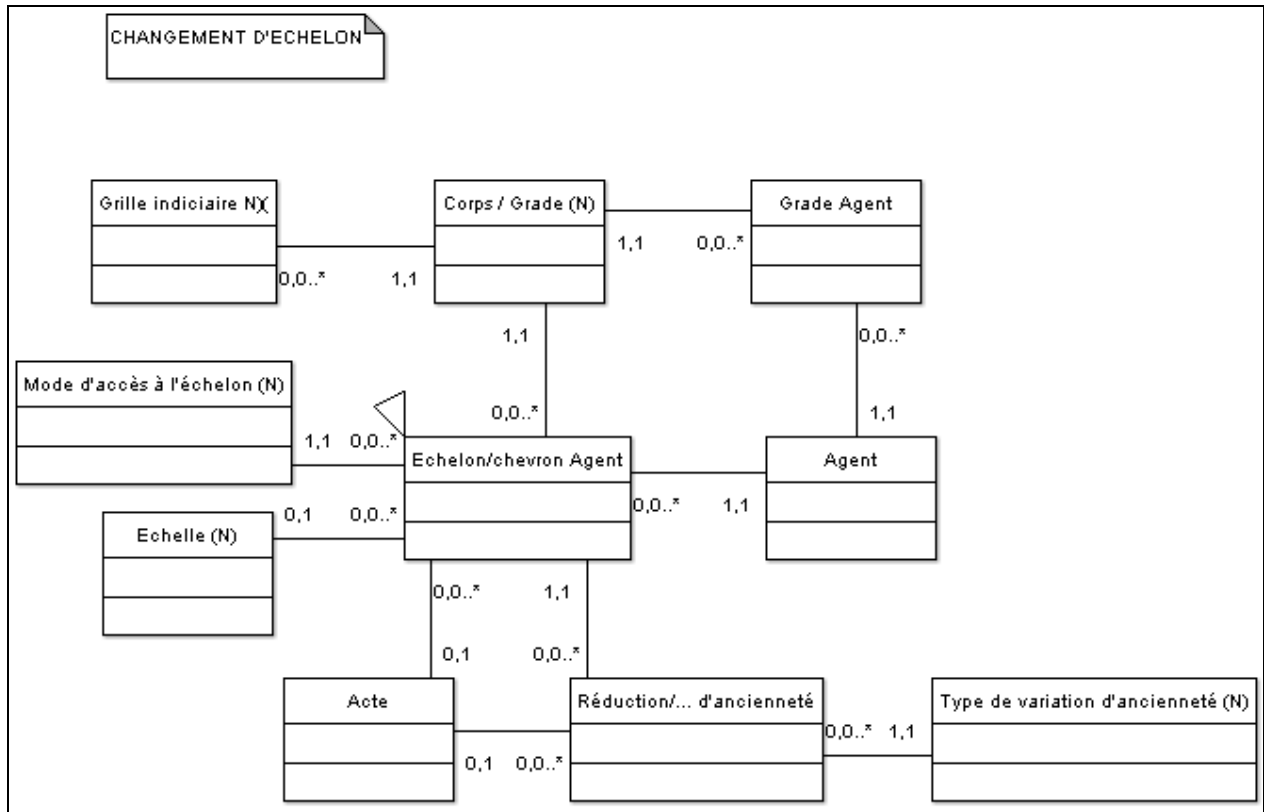 CHANGEMENT D'ECHELON
Grille indiciaire N)(
Corps / Grade (N)
Grade Agent
1,1 0,0..*
0,0..* 1,1
1,1
0,0..*
Mode d'accès à l'échelon (N)
0,0..*
1,1
1,1 0,0..*
Echelon/chevron Agent
Agent
0,0..* 1,1
Echelle (N)
0,1 0,0..*
0,0..* 1,1
0,1 0,0..*
Acte
Réduction/... d'ancienneté
Type de variation d'ancienneté (N)
0,0..* 1,1
0,1 0,0..*